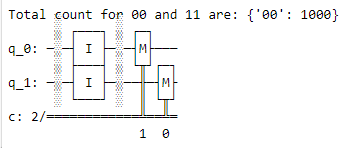 Total count for 00 and 11 are: {'00': 1000}
q_0: I M
q_1: I M
c: 2/
1 0